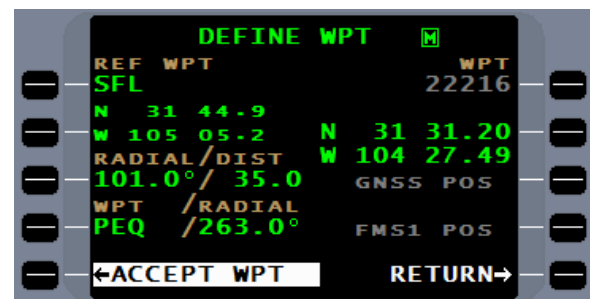 DEFINE WPT M
REF WPT WPT
SFL 22216
N 31 44.9
W 105 05.2 N 31 31.20
RADIAL/DIST W 104 27.49
101.0°/ 35.0 GNSS POS
WPT /RADIAL
PEQ /263.0° FMS1 POS
←ACCEPT WPT RETURN→